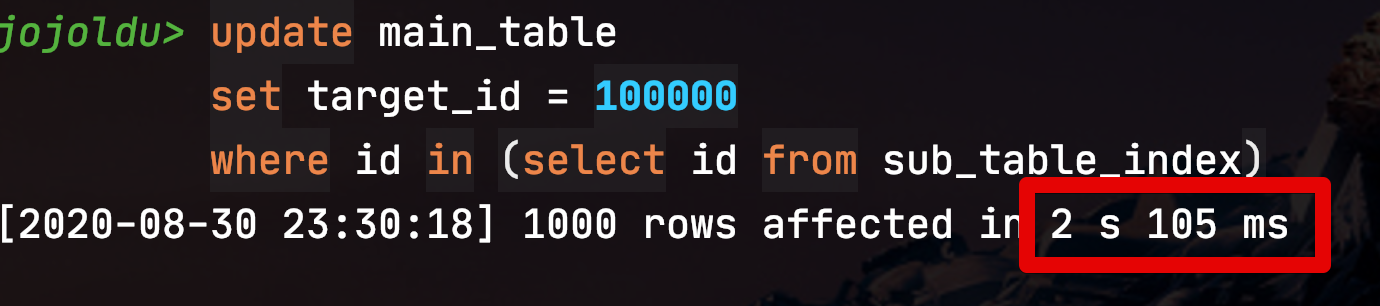 jojoldu> update main_table
set target_id = 100000
where id in (select id from sub_table_index)
[2020-08-30 23:30:18] 1000 rows affected in 2 s 105 ms